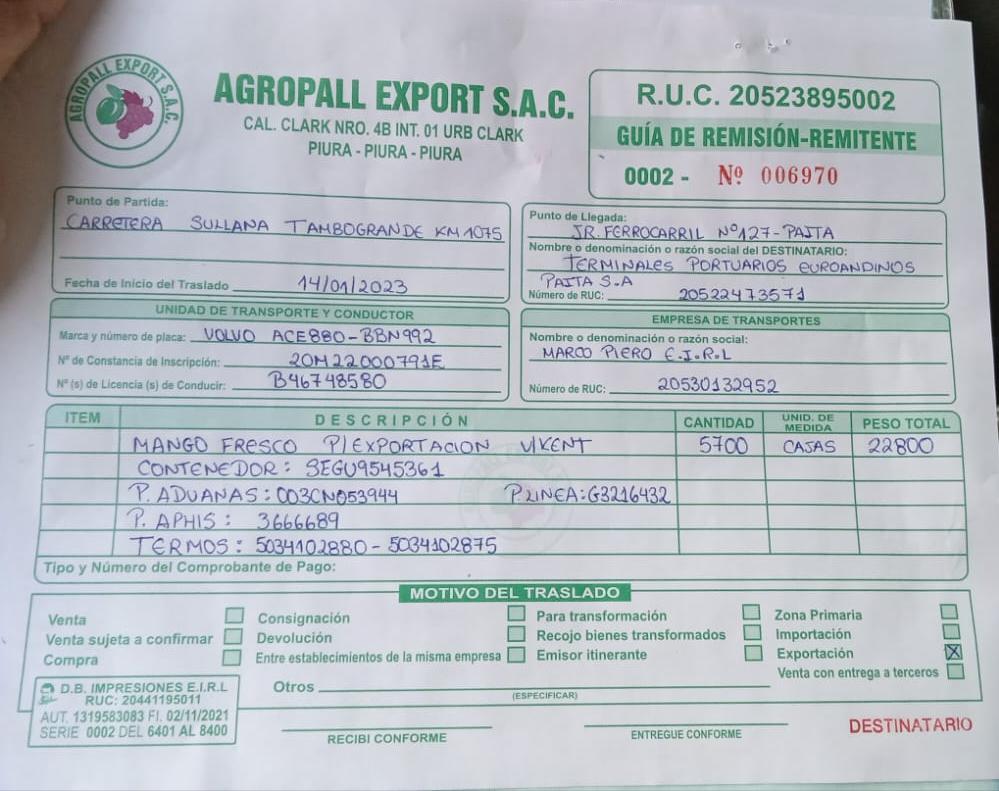 AGROPALL EXPORT S.A.C.
AGROPALL EXPORT S.A.C.
CAL. CLARK NRO. 4B INT. 01 URB CLARK
PIURA - PIURA - PIURA
R.U.C. 20523895002
GUÍA DE REMISIÓN-REMITENTE
0002 - Nº 006970
Punto de Partida:
CARRETERA SULLANA TAMBOGRANDE KM 1075
Fecha de Inicio del Traslado 14/01/2023
Punto de Llegada:
JR. FERROCARRIL Nº127-PAITA
Nombre o denominación o razón social del DESTINATARIO:
TERMINALES PORTUARIOS EUROANDINOS
PAITA S.A
Número de RUC: 20522473571
UNIDAD DE TRANSPORTE Y CONDUCTOR
Marca y número de placa: VOLVO ACE880-BBN992
Nº de Constancia de Inscripción: 20M22000791E
Nº (s) de Licencia (s) de Conducir: B46748580
EMPRESA DE TRANSPORTES
Nombre o denominación o razón social:
MARCO PIERO E.I.R.L
Número de RUC: 20530132952
ITEM DESCRIPCIÓN CANTIDAD UNID. DE MEDIDA PESO TOTAL
MANGO FRESCO P/EXPORTACION V/KENT 5700 CAJAS 22800
CONTENEDOR: SEGU9545361
P. ADUANAS: 003CN053944 P.LINEA: G3216432
P. APHIS: 3666689
TERMOS: 5034102880-5034102875
Tipo y Número del Comprobante de Pago:
MOTIVO DEL TRASLADO
Venta
Venta sujeta a confirmar
Compra
Consignación
Devolución
Entre establecimientos de la misma empresa
Para transformación
Recojo bienes transformados
Emisor itinerante
Zona Primaria
Importación
Exportación X
Venta con entrega a terceros
Otros
(ESPECIFICAR)
D.B. IMPRESIONES E.I.R.L
RUC: 20441195011
AUT. 1319583083 FI. 02/11/2021
SERIE 0002 DEL 6401 AL 8400
RECIBI CONFORME
ENTREGUE CONFORME
DESTINATARIO